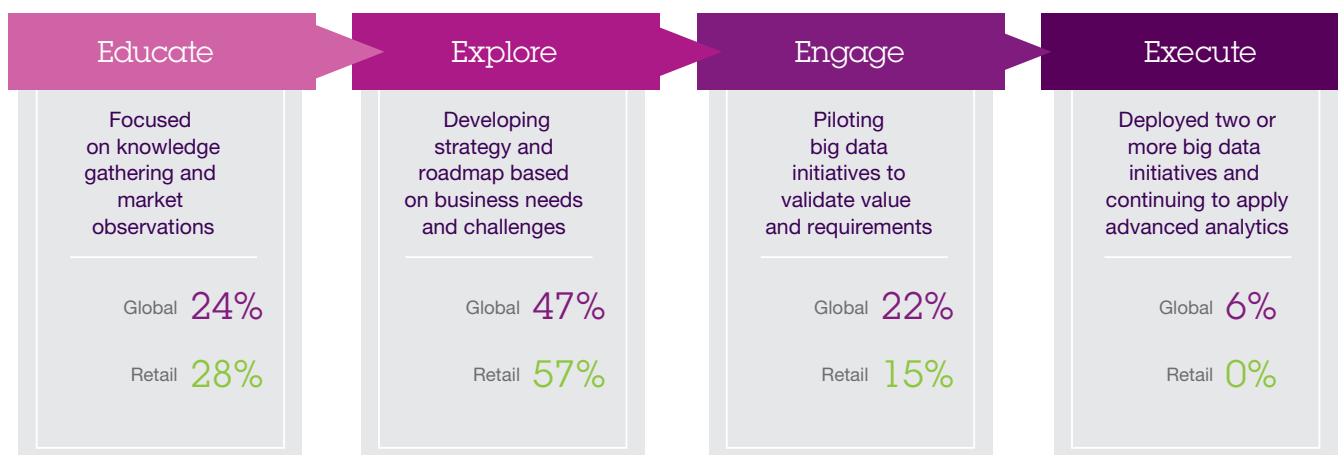 Educate
Focused
on knowledge
gathering and
market
observations
Global 24%
Retail 28%
Explore
Developing
strategy and
roadmap based
on business needs
and challenges
Global 47%
Retail 57%
Engage
Piloting
big data
initiatives to
validate value
and requirements
Global 22%
Retail 15%
Execute
Deployed two or
more big data
initiatives and
continuing to apply
advanced analytics
Global 6%
Retail 0%